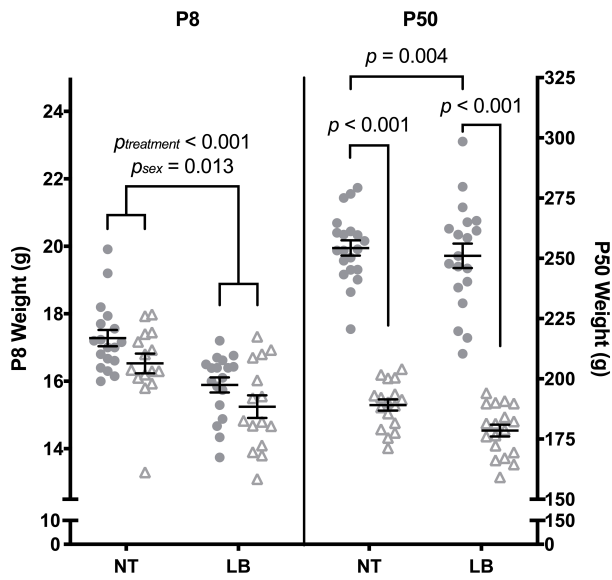 P8
P50
P8 Weight (g)
24
22
20
18
16
14
10
0
ptreatment < 0.001
psex = 0.013
p = 0.004
p < 0.001
p < 0.001
325
300
275
250
225
200
175
150
150
0
P50 Weight (g)
NT
LB
NT
LB